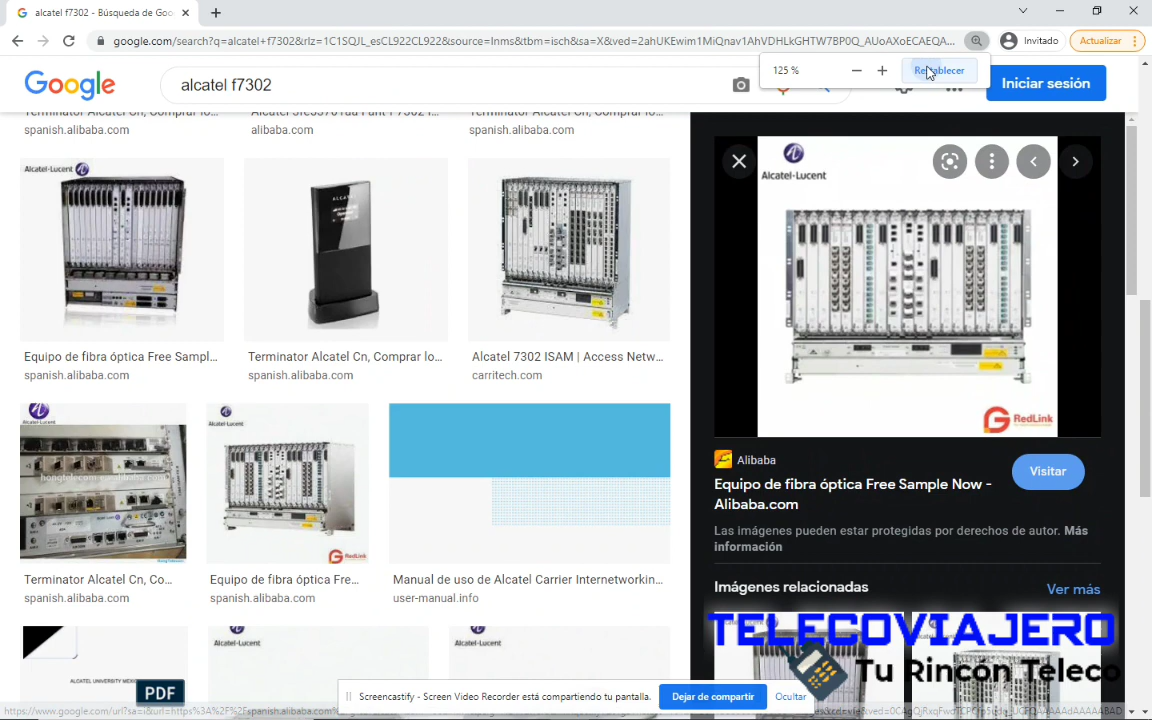 alcatel f7302 - Búsqueda de Goo
google.com/search?q=alcatel+f7302&rlz=1C1SQJL_esCL922CL922&source=lnms&tbm=isch&sa=X&ved=2ahUKEwim1MiQnav1AhVDHLkGHTW7BP0Q_AUoAXoECAEQA...
Invitado
Actualizar
125 %
Restablecer
Google
alcatel f7302
Iniciar sesión
spanish.alibaba.com
alibaba.com
spanish.alibaba.com
Alcatel-Lucent
ALCATEL
Equipo de fibra óptica Free Sampl...
Terminator Alcatel Cn, Comprar lo...
Alcatel 7302 ISAM | Access Netw...
spanish.alibaba.com
spanish.alibaba.com
carritech.com
Alcatel-Lucent
RedLink
Alibaba
Visitar
Equipo de fibra óptica Free Sample Now -
Alibaba.com
Las imágenes pueden estar protegidas por derechos de autor. Más
información
Alcatel-Lucent
Alcatel-Lucent
RedLink
Terminator Alcatel Cn, Co...
Equipo de fibra óptica Fre...
Manual de uso de Alcatel Carrier Internetworkin...
spanish.alibaba.com
spanish.alibaba.com
user-manual.info
Imágenes relacionadas
Ver más
TELECOVIAJERO
Tu Rincón Teleco
Alcatel-Lucent
Alcatel-Lucent
PDF
Screencastify - Screen Video Recorder está compartiendo tu pantalla.
Dejar de compartir
Ocultar